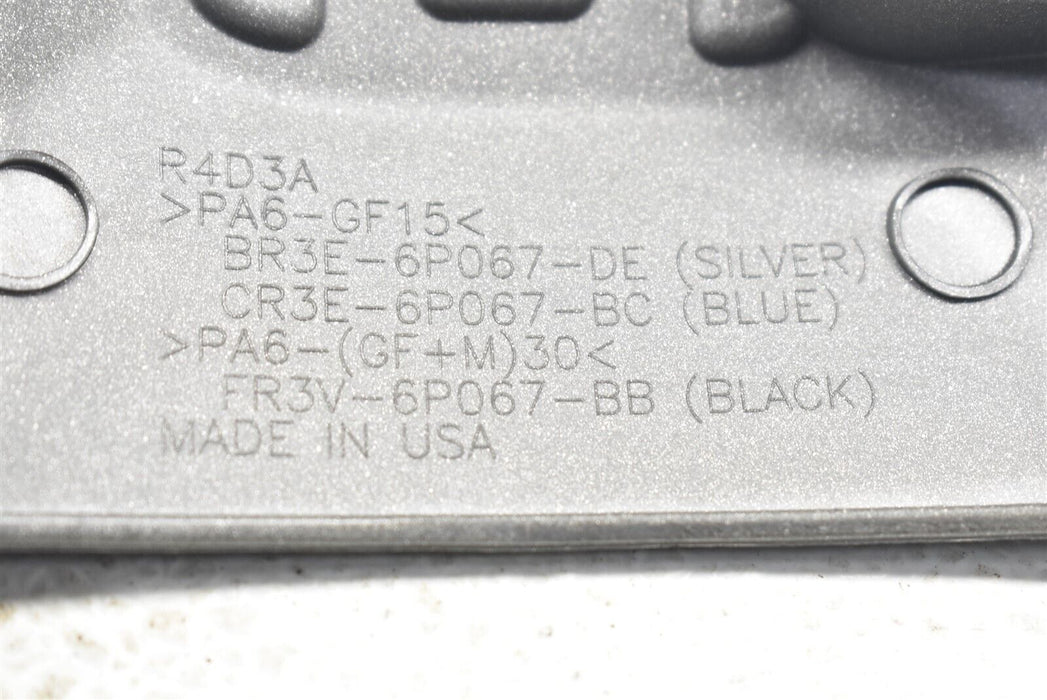 R4D3A
>PA6-GF15<
BR3E-6P067-DE (SILVER)
CR3E-6P067-BC (BLUE)
>PA6-(GF+M)30<
FR3V-6P067-BB (BLACK)
MADE IN USA